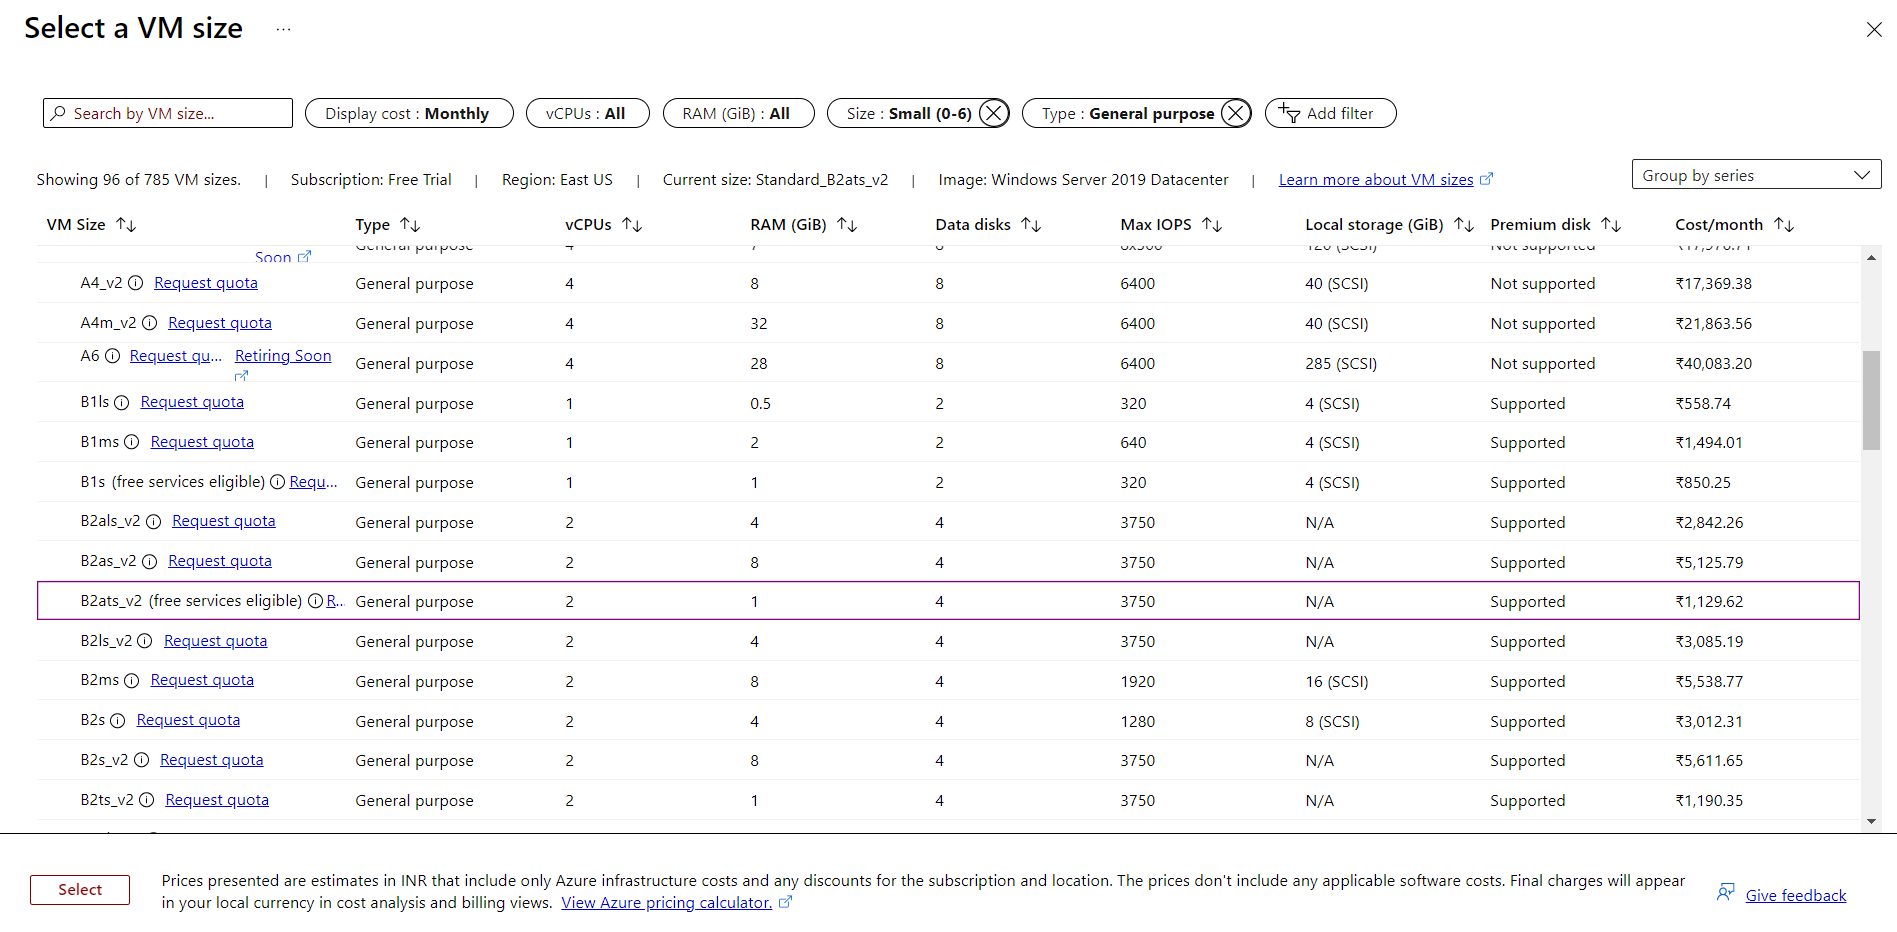 Select a VM size ...
Search by VM size... Display cost : Monthly vCPUs : All RAM (GiB) : All Size : Small (0-6) Type : General purpose Add filter
Showing 96 of 785 VM sizes. | Subscription: Free Trial | Region: East US | Current size: Standard_B2ats_v2 | Image: Windows Server 2019 Datacenter | Learn more about VM sizes Group by series
VM Size Type vCPUs RAM (GiB) Data disks Max IOPS Local storage (GiB) Premium disk Cost/month
Soon General purpose 4 7 8 8x500 120 (SCSI) Not supported
A4_v2 Request quota General purpose 4 8 8 6400 40 (SCSI) Not supported ₹17,369.38
A4m_v2 Request quota General purpose 4 32 8 6400 40 (SCSI) Not supported ₹21,863.56
A6 Request qu... Retiring Soon General purpose 4 28 8 6400 285 (SCSI) Not supported ₹40,083.20
B1ls Request quota General purpose 1 0.5 2 320 4 (SCSI) Supported ₹558.74
B1ms Request quota General purpose 1 2 2 640 4 (SCSI) Supported ₹1,494.01
B1s (free services eligible) Requ... General purpose 1 1 2 320 4 (SCSI) Supported ₹850.25
B2als_v2 Request quota General purpose 2 4 4 3750 N/A Supported ₹2,842.26
B2as_v2 Request quota General purpose 2 8 4 3750 N/A Supported ₹5,125.79
B2ats_v2 (free services eligible) R... General purpose 2 1 4 3750 N/A Supported ₹1,129.62
B2ls_v2 Request quota General purpose 2 4 4 3750 N/A Supported ₹3,085.19
B2ms Request quota General purpose 2 8 4 1920 16 (SCSI) Supported ₹5,538.77
B2s Request quota General purpose 2 4 4 1280 8 (SCSI) Supported ₹3,012.31
B2s_v2 Request quota General purpose 2 8 4 3750 N/A Supported ₹5,611.65
B2ts_v2 Request quota General purpose 2 1 4 3750 N/A Supported ₹1,190.35
Select Prices presented are estimates in INR that include only Azure infrastructure costs and any discounts for the subscription and location. The prices don't include any applicable software costs. Final charges will appear
in your local currency in cost analysis and billing views. View Azure pricing calculator. Give feedback